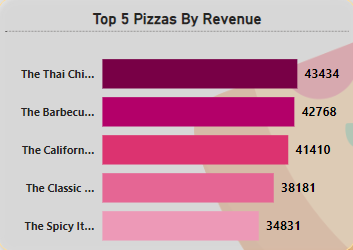 Top 5 Pizzas By Revenue
The Thai Chi... 43434
The Barbecu... 42768
The Californ... 41410
The Classic ... 38181
The Spicy It... 34831